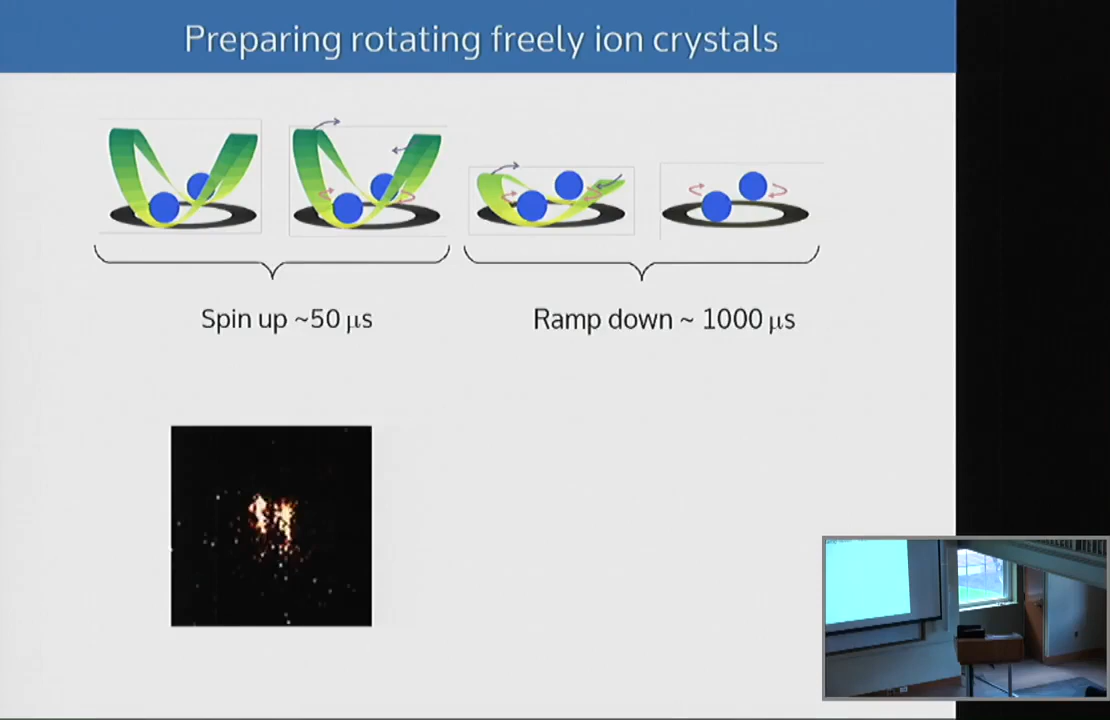 Preparing rotating freely ion crystals
Spin up ~50 μs
Ramp down ~ 1000 μs